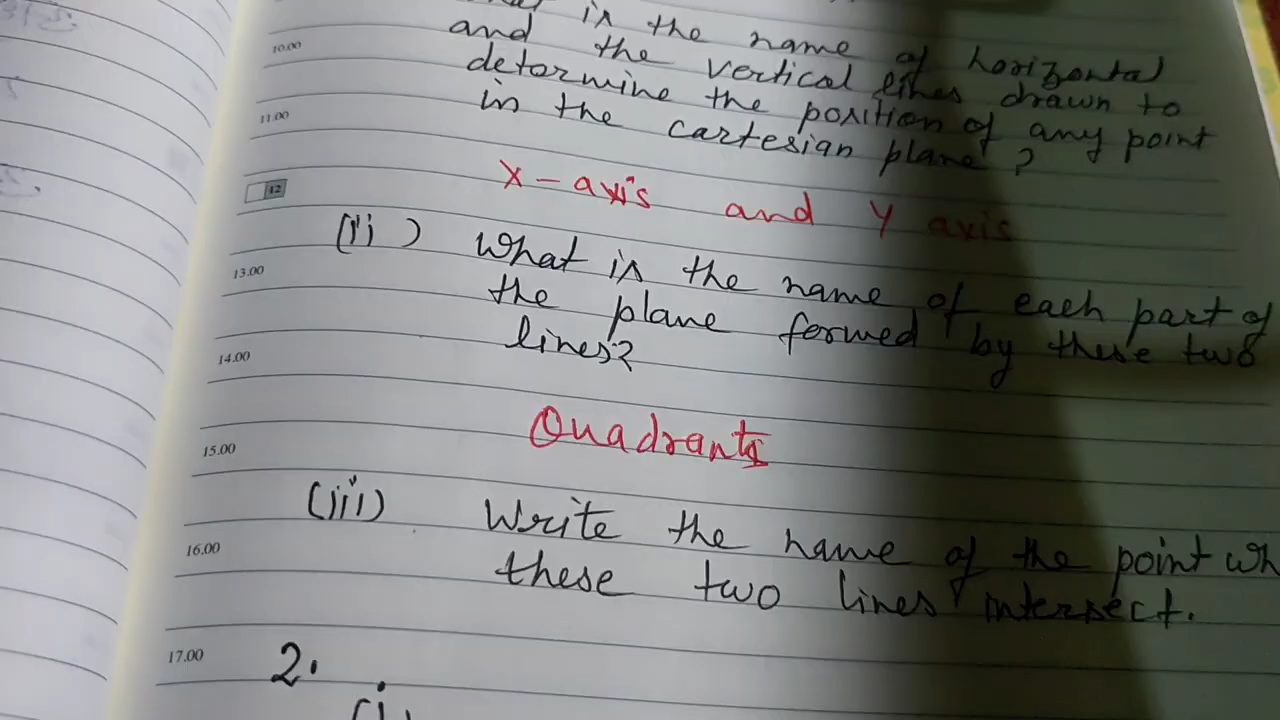 is the name of horizontal
10.00 and the vertical lines drawn to
determine the position of any point
11.00 in the cartesian plane ?
12 X-axis and Y axis
(ii) What is the name of each part of
13.00 the plane formed by these two
lines?
14.00
Quadrants
15.00
(iii) Write the name of the point wh
16.00 these two lines intersect.
17.00 2.
(i)